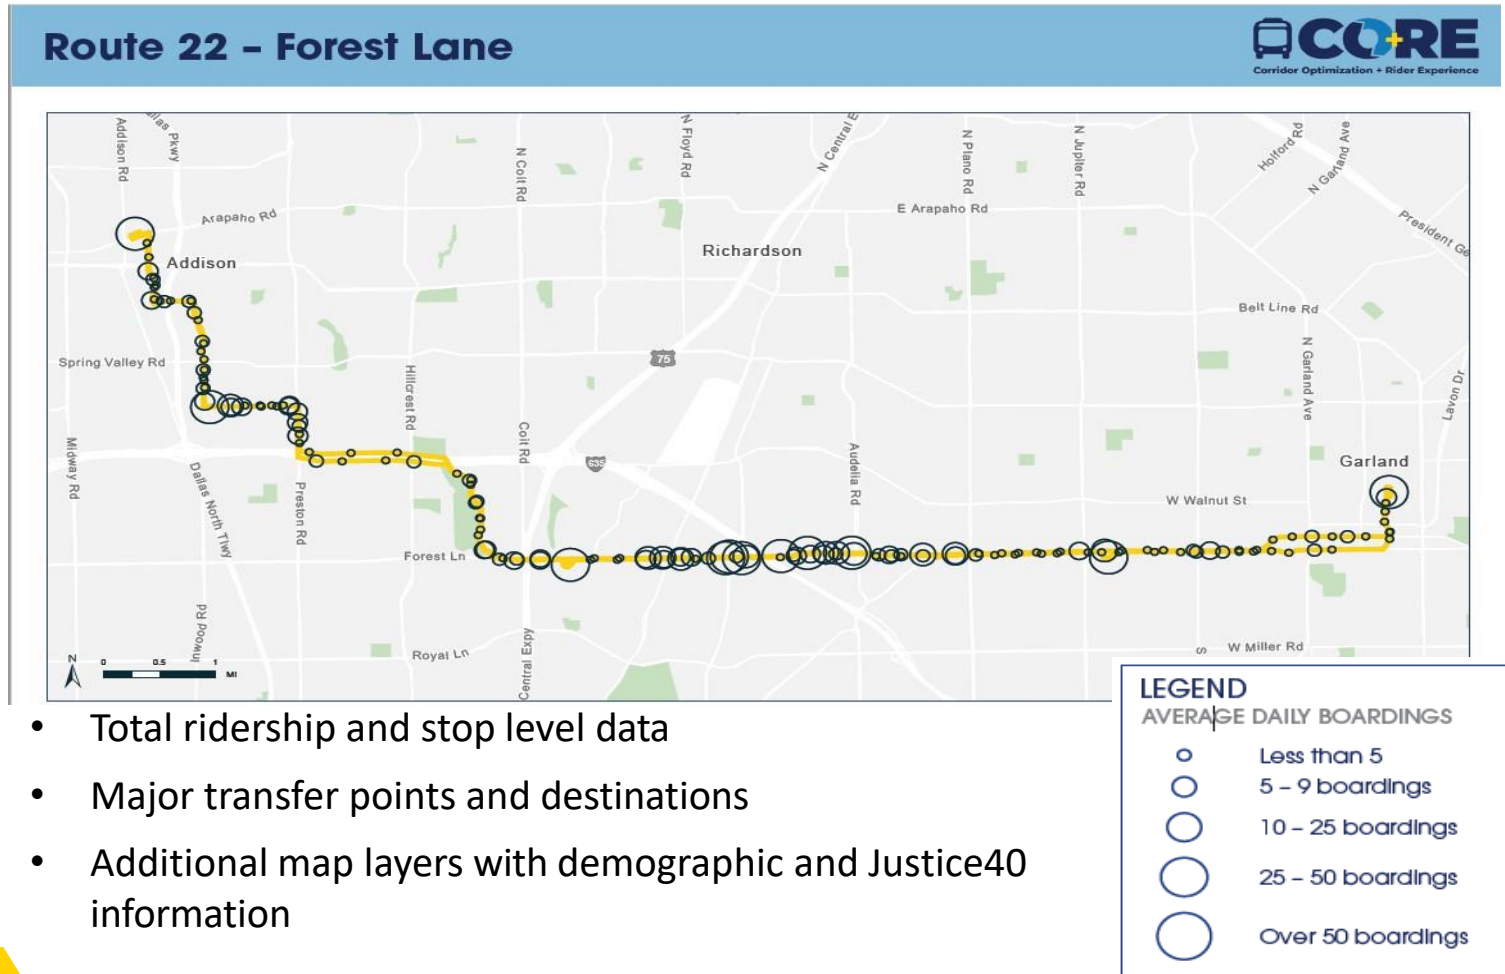 Route 22 – Forest Lane
CO+RE
Corridor Optimization + Rider Experience
Addison Rd
llas Pkwy
N Coit Rd
N Floyd Rd
N Central E
N Plano Rd
N Jupiter Rd
Holford Rd
N Garland Ave
Arapaho Rd
E Arapaho Rd
President Ge
Addison
Richardson
Belt Line Rd
Spring Valley Rd
75
Hillcrest Rd
N Garland Ave
Lavon Dr
Midway Rd
Dallas North Tlwy
Preston Rd
Coit Rd
635
Audelia Rd
Garland
W Walnut St
Forest Ln
Inwood Rd
Royal Ln
Central Expy
S
W Miller Rd
N
0 0.5 1
MI
• Total ridership and stop level data
• Major transfer points and destinations
• Additional map layers with demographic and Justice40
information
LEGEND
AVERAGE DAILY BOARDINGS
Less than 5
5 – 9 boardings
10 – 25 boardings
25 – 50 boardings
Over 50 boardings